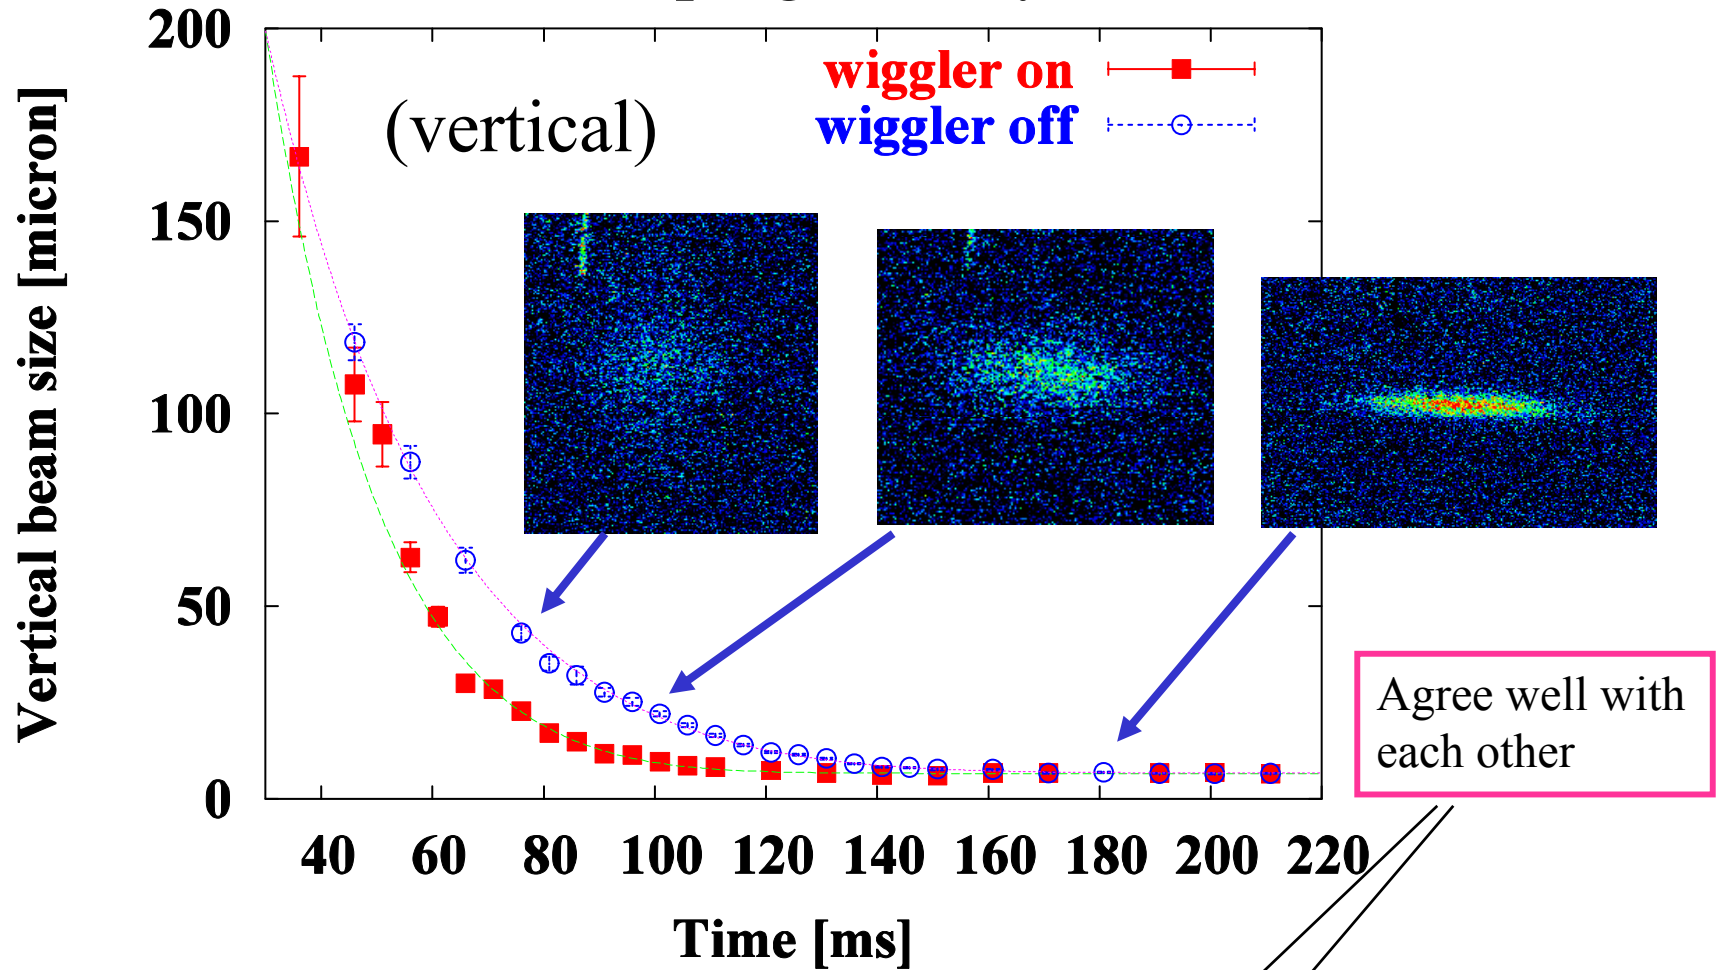 200
wiggler on
(vertical)
wiggler off
150
100
50
0
Vertical beam size [micron]
Agree well with
each other
40 60 80 100 120 140 160 180 200 220
Time [ms]